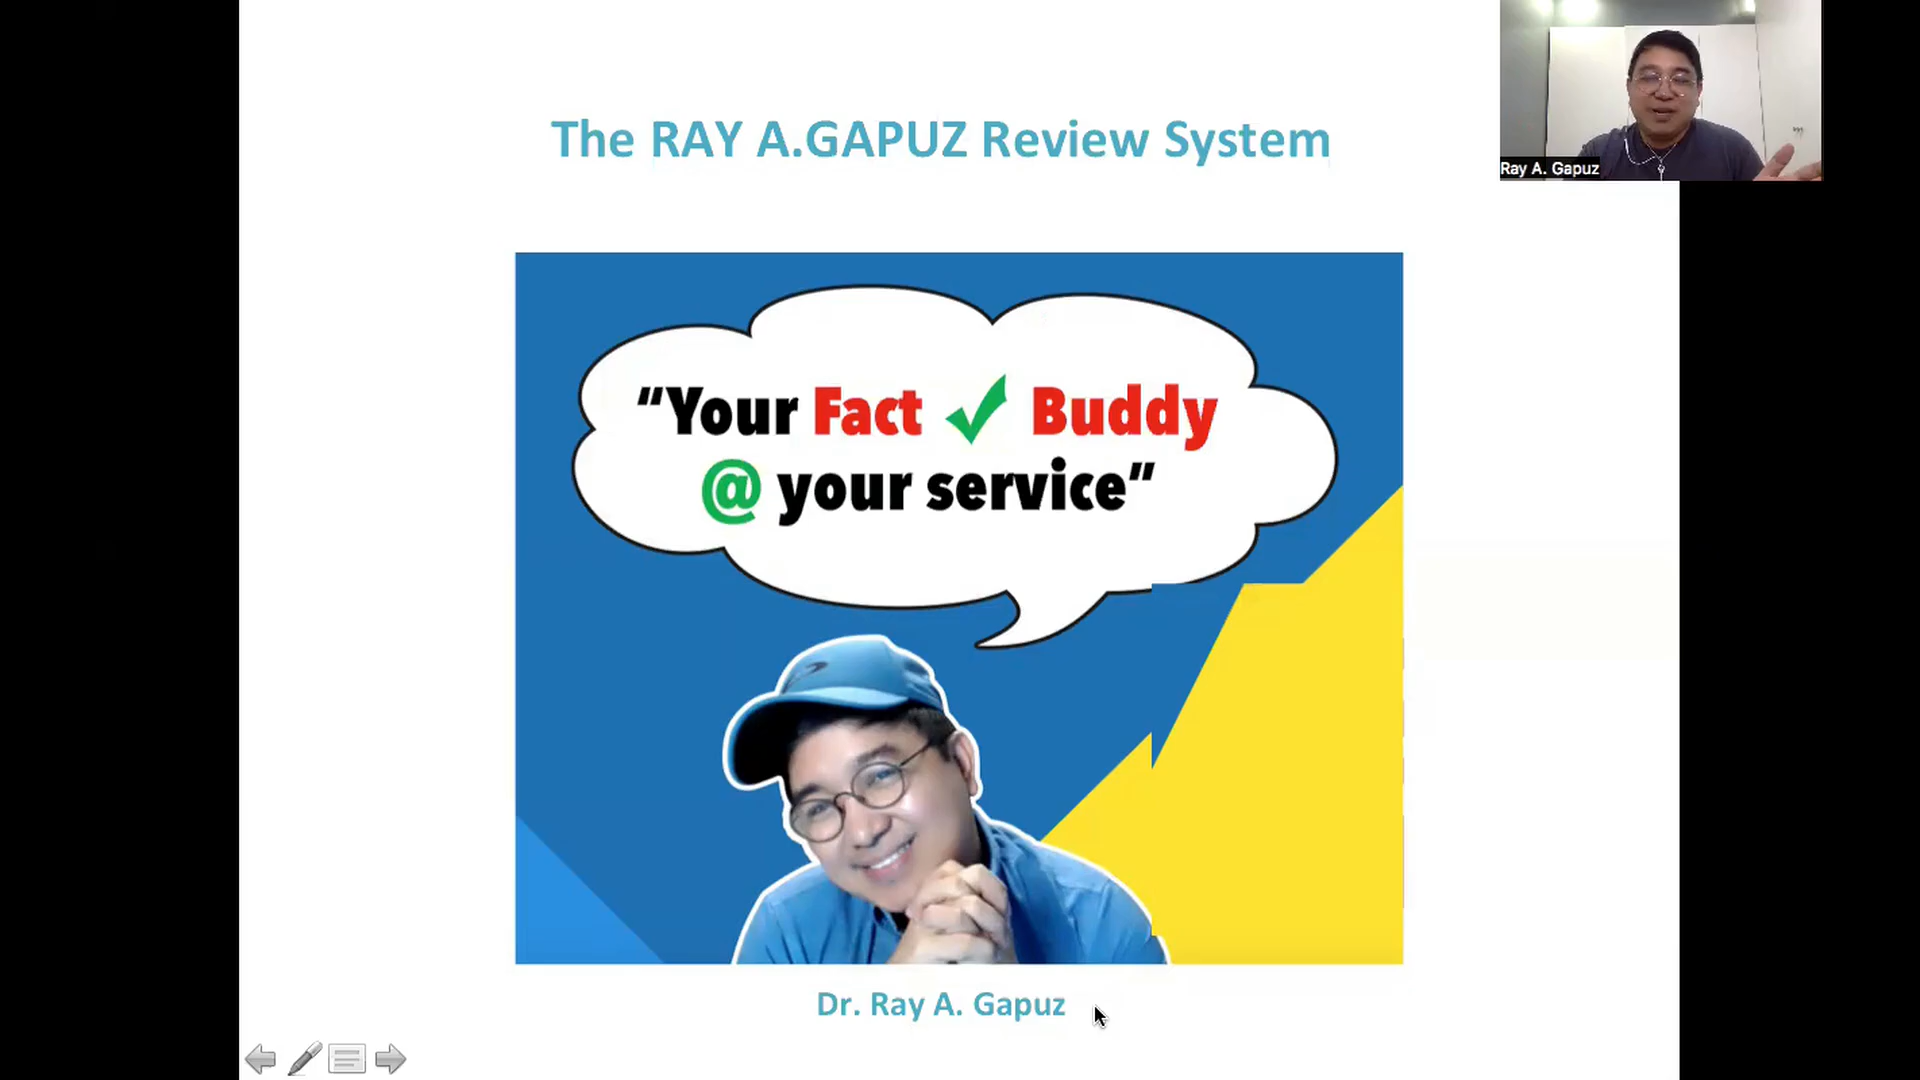 The RAY A.GAPUZ Review System
Ray A. Gapuz
“Your Fact ✓ Buddy
@ your service”
Dr. Ray A. Gapuz